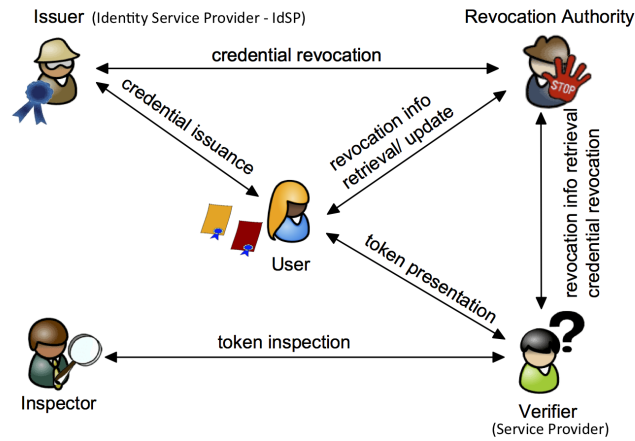 Issuer (Identity Service Provider - IdSP)
Revocation Authority
credential revocation
STOP
credential issuance
revocation info
retrieval/ update
revocation info retrieval
credential revocation
User
token presentation
token inspection
Inspector
Verifier
(Service Provider)